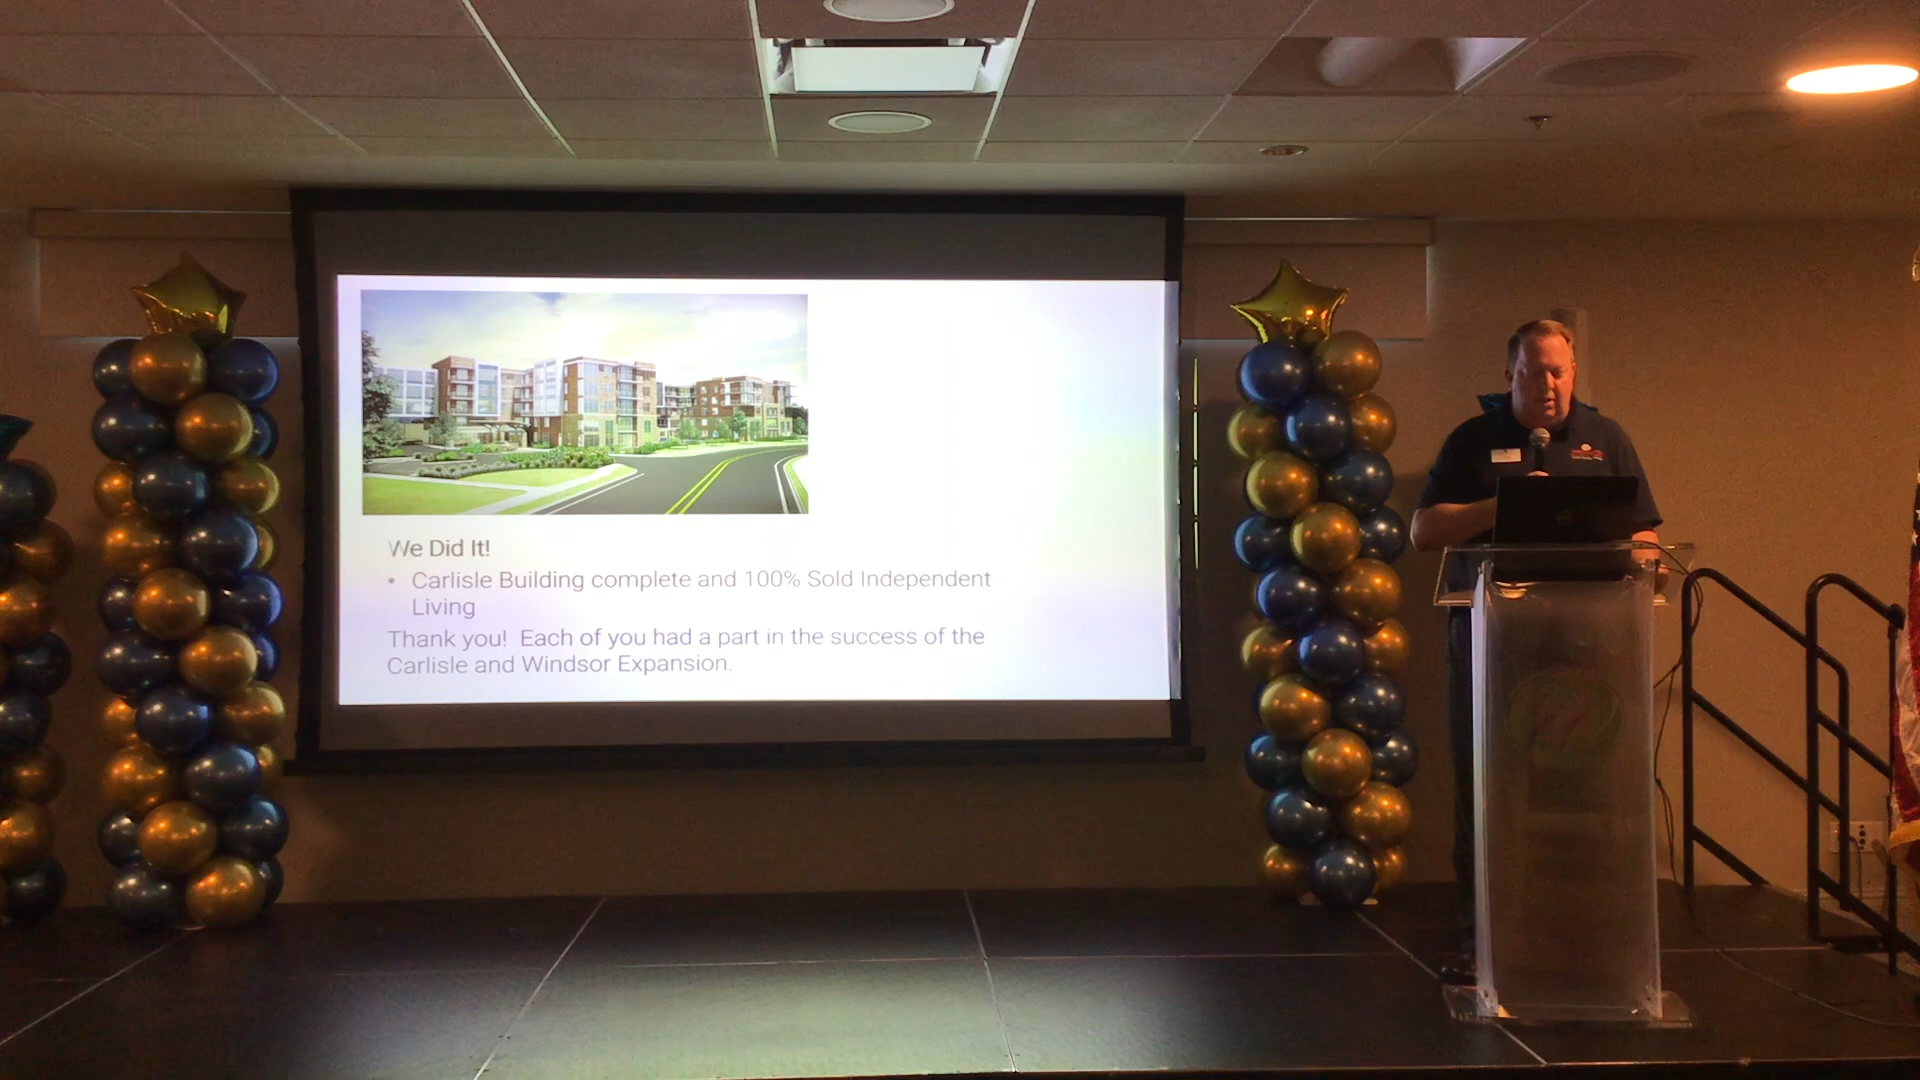 We Did It!
• Carlisle Building complete and 100% Sold Independent
Living
Thank you! Each of you had a part in the success of the
Carlisle and Windsor Expansion.